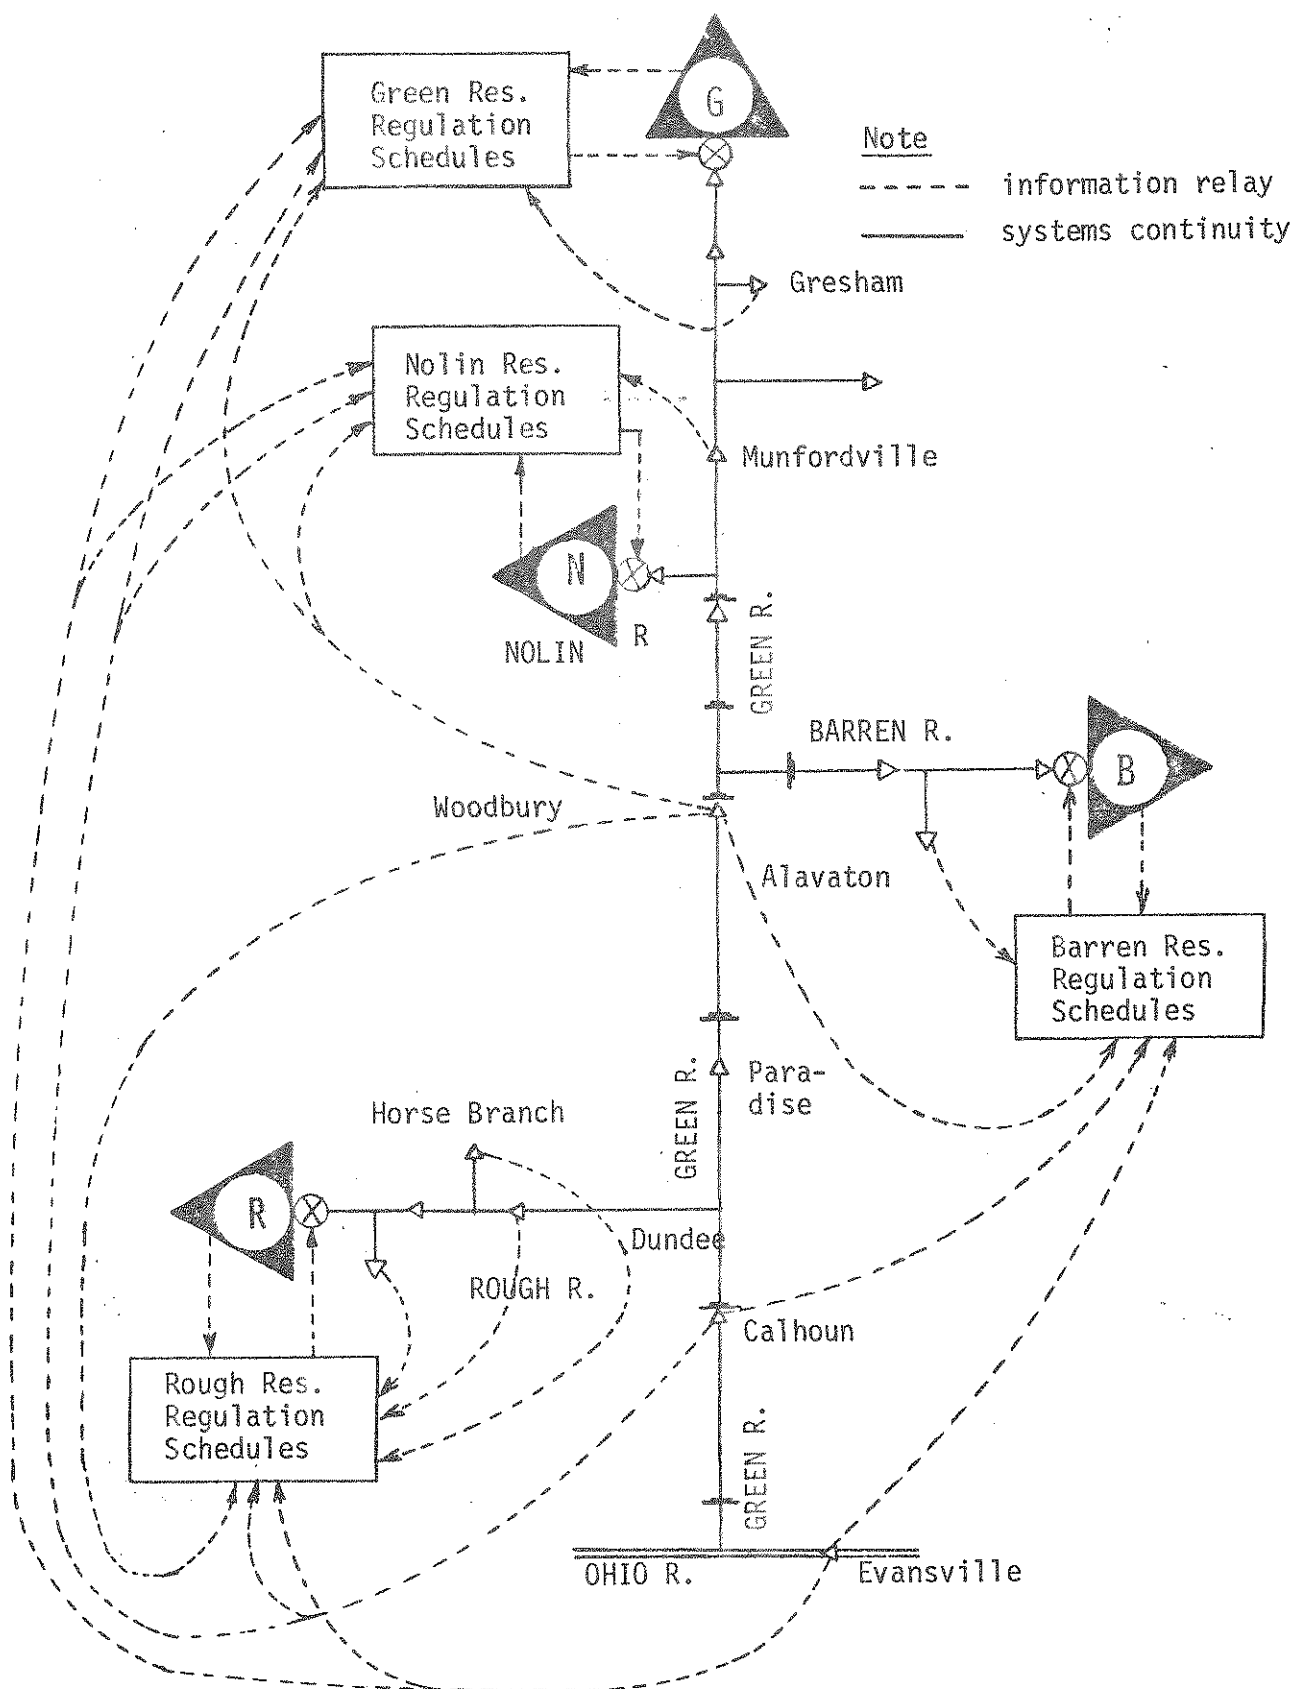 Green Res.
Regulation
Schedules
G
Note
information relay
systems continuity
Gresham
Nolin Res.
Regulation
Schedules
Munfordville
N
NOLIN R
GREEN R.
BARREN R.
B
Woodbury
Alavaton
Barren Res.
Regulation
Schedules
GREEN R.
Para-
dise
Horse Branch
R
Dundee
ROUGH R.
Calhoun
Rough Res.
Regulation
Schedules
GREEN R.
OHIO R.
Evansville